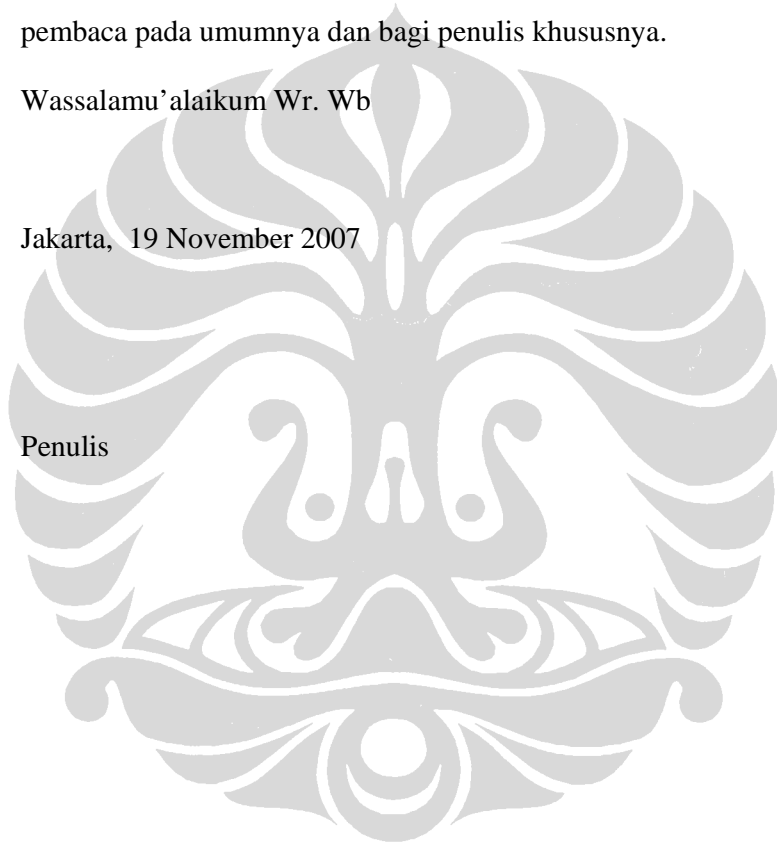 pembaca pada umumnya dan bagi penulis khususnya.
Wassalamu’alaikum Wr. Wb
Jakarta,  19 November 2007
Penulis